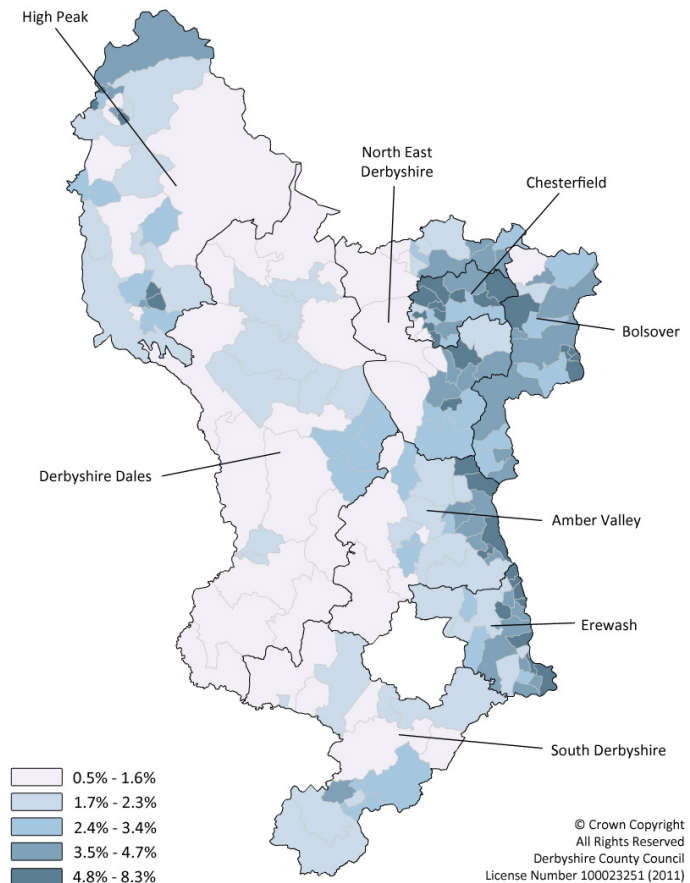 High Peak
North East
Derbyshire
Chesterfield
Bolsover
Derbyshire Dales
Amber Valley
Erewash
South Derbyshire
0.5% - 1.6%
1.7% - 2.3%
2.4% - 3.4%
3.5% - 4.7%
4.8% - 8.3%
© Crown Copyright
All Rights Reserved
Derbyshire County Council
License Number 100023251 (2011)